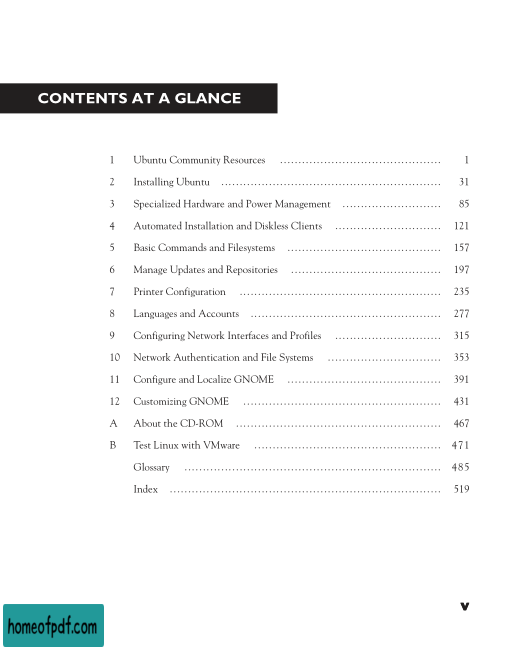 CONTENTS AT A GLANCE
1 Ubuntu Community Resources ............................................ 1
2 Installing Ubuntu ............................................................ 31
3 Specialized Hardware and Power Management ........................... 85
4 Automated Installation and Diskless Clients ............................. 121
5 Basic Commands and Filesystems .......................................... 157
6 Manage Updates and Repositories ......................................... 197
7 Printer Configuration ....................................................... 235
8 Languages and Accounts .................................................... 277
9 Configuring Network Interfaces and Profiles ............................. 315
10 Network Authentication and File Systems ............................... 353
11 Configure and Localize GNOME .......................................... 391
12 Customizing GNOME ...................................................... 431
A About the CD-ROM ........................................................ 467
B Test Linux with VMware ................................................... 471
Glossary ...................................................................... 485
Index .......................................................................... 519
v
homeofpdf.com